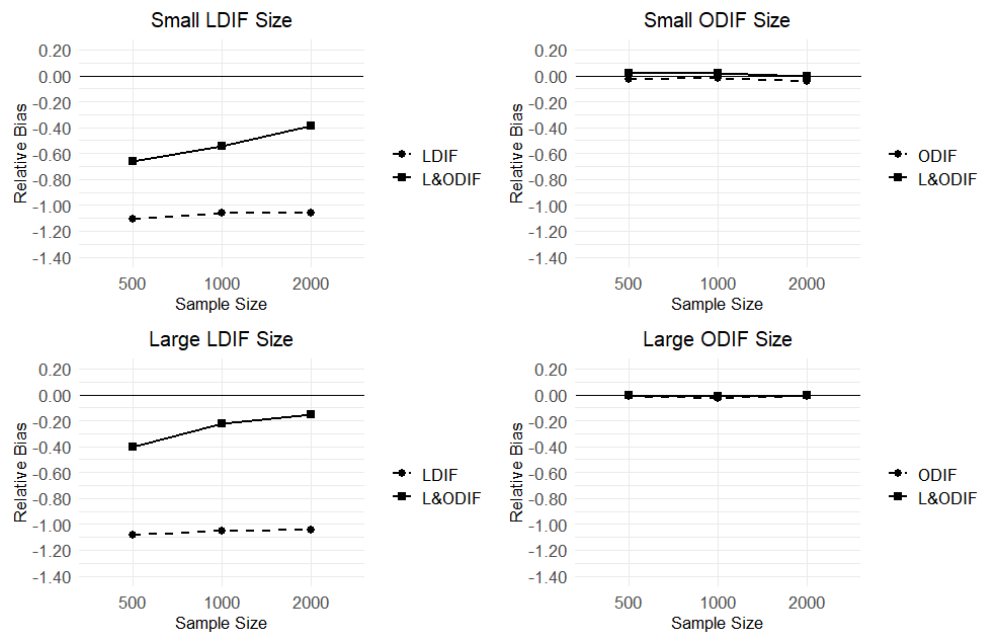 Small LDIF Size
0.20
0.00
-0.20
-0.40
-0.60
-0.80
-1.00
-1.20
-1.40
Relative Bias
500 1000 2000
Sample Size
LDIF
L&ODIF
Small ODIF Size
0.20
0.00
-0.20
-0.40
-0.60
-0.80
-1.00
-1.20
-1.40
Relative Bias
500 1000 2000
Sample Size
ODIF
L&ODIF
Large LDIF Size
0.20
0.00
-0.20
-0.40
-0.60
-0.80
-1.00
-1.20
-1.40
Relative Bias
500 1000 2000
Sample Size
LDIF
L&ODIF
Large ODIF Size
0.20
0.00
-0.20
-0.40
-0.60
-0.80
-1.00
-1.20
-1.40
Relative Bias
500 1000 2000
Sample Size
ODIF
L&ODIF